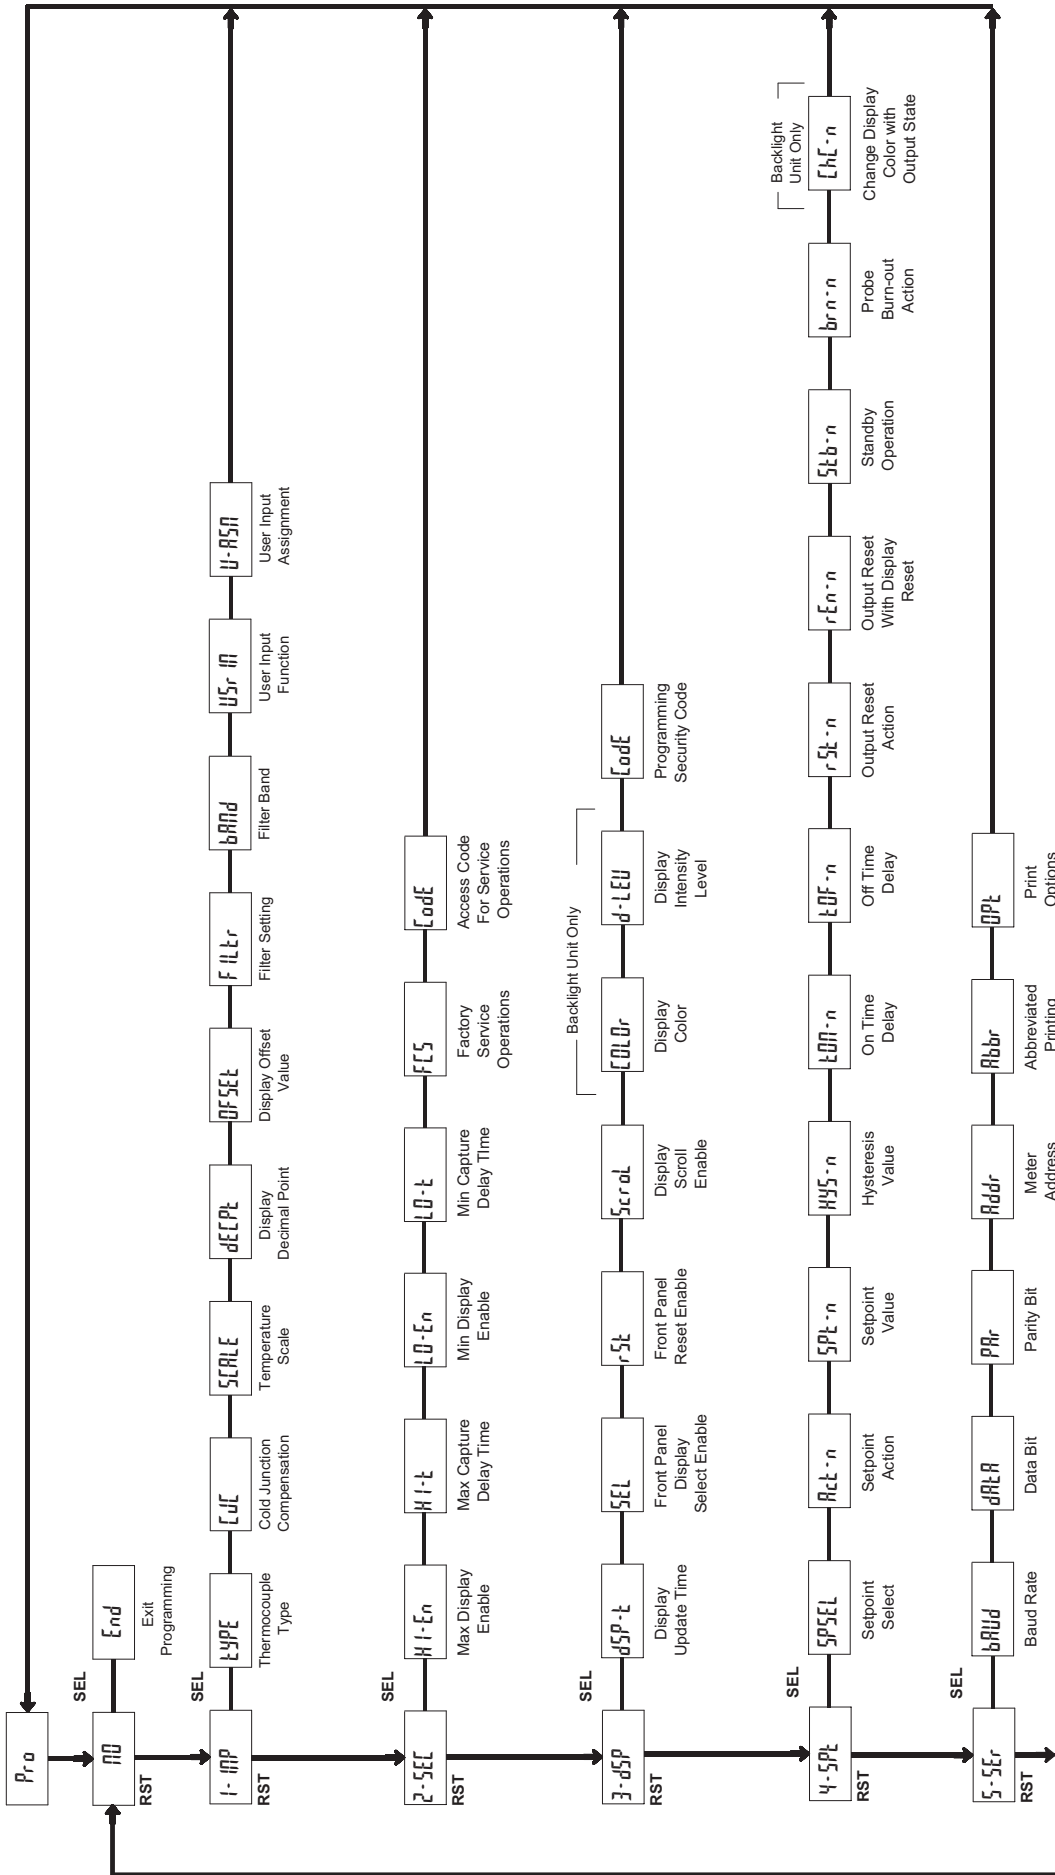 Pro
NO
SEL
RST
End
Exit
Programming
1-INP
SEL
RST
tYPE
Thermocouple
Type
CJC
Cold Junction
Compensation
SCALE
Temperature
Scale
dECPt
Display
Decimal Point
OFSEt
Display Offset
Value
FILtr
Filter Setting
bANd
Filter Band
USr IN
User Input
Function
U-ASN
User Input
Assignment
2-SEC
SEL
RST
HI-En
Max Display
Enable
HI-t
Max Capture
Delay Time
LO-En
Min Display
Enable
LO-t
Min Capture
Delay TIme
FCS
Factory
Service
Operations
CodE
Access Code
For Service
Operations
3-dSP
SEL
RST
dSP-t
Display
Update Time
SEL
Front Panel
Display
Select Enable
rSt
Front Panel
Reset Enable
ScroL
Display
Scroll
Enable
Backlight Unit Only
COLOr
Display
Color
d-LEV
Display
Intensity
Level
CodE
Programming
Security Code
4-SPt
SEL
RST
SPSEL
Setpoint
Select
Act-n
Setpoint
Action
SPt-n
Setpoint
Value
HYS-n
Hysteresis
Value
tON-n
On Time
Delay
tOF-n
Off Time
Delay
rSt-n
Output Reset
Action
rEn-n
Output Reset
With Display
Reset
Stb-n
Standby
Operation
brn-n
Probe
Burn-out
Action
Backlight
Unit Only
ChC-n
Change Display
Color with
Output State
5-SEr
SEL
RST
bAUd
Baud Rate
dAtA
Data Bit
PAr
Parity Bit
Addr
Meter
Address
Abbr
Abbreviated
Printing
OPt
Print
Options